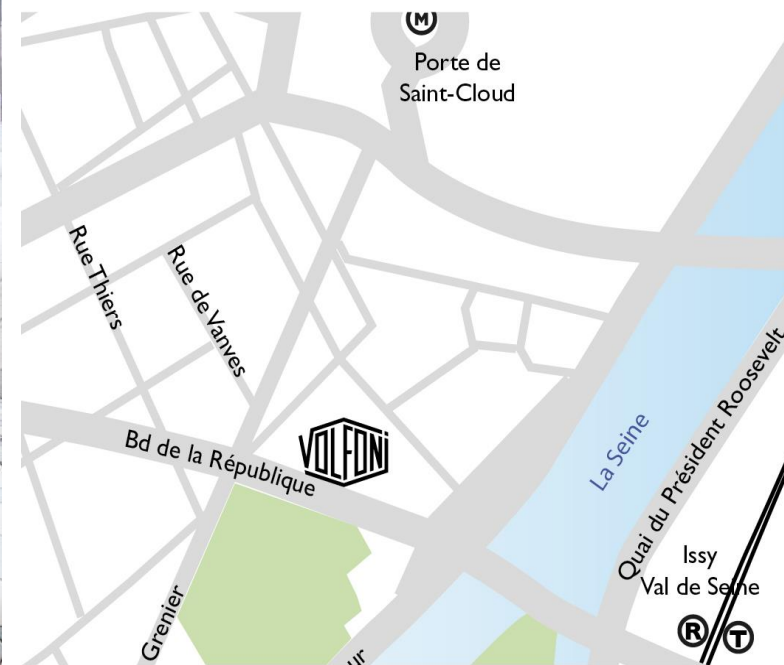 M
Porte de
Saint-Cloud
Rue Thiers
Rue de Vanves
Bd de la République
VOLFONi
La Seine
Quai du Président Roosevelt
Issy
Val de Seine
R T
Grenier
ur